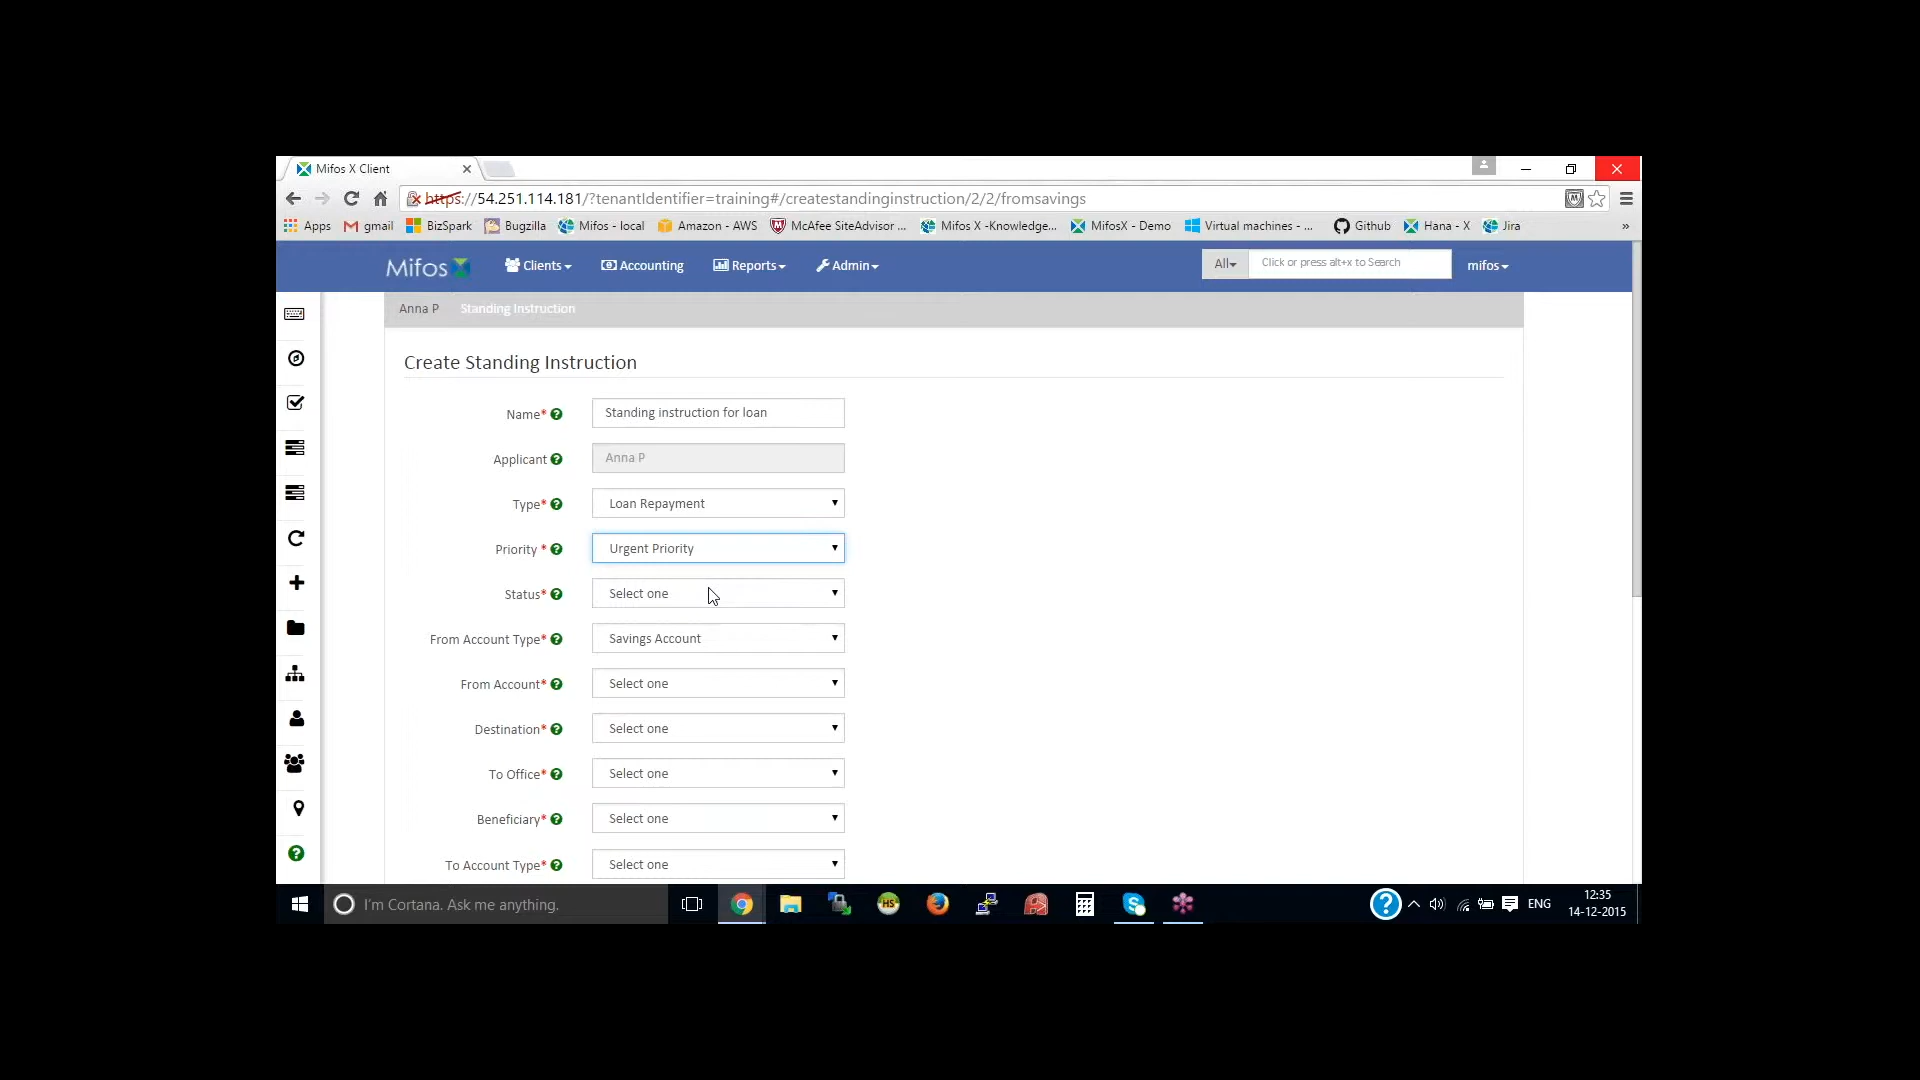 Mifos X Client
https://54.251.114.181/?tenantIdentifier=training#/createstandinginstruction/2/2/fromsavings
Apps gmail BizSpark Bugzilla Mifos - local Amazon - AWS McAfee SiteAdvisor ... Mifos X -Knowledge... MifosX - Demo Virtual machines - ... Github Hana - X Jira »
Mifos Clients Accounting Reports Admin All Click or press alt+x to Search mifos
Anna P Standing Instruction
Create Standing Instruction
Name* Standing instruction for loan
Applicant Anna P
Type* Loan Repayment
Priority * Urgent Priority
Status* Select one
From Account Type* Savings Account
From Account* Select one
Destination* Select one
To Office* Select one
Beneficiary* Select one
To Account Type* Select one
I'm Cortana. Ask me anything. HS ENG 12:35
14-12-2015